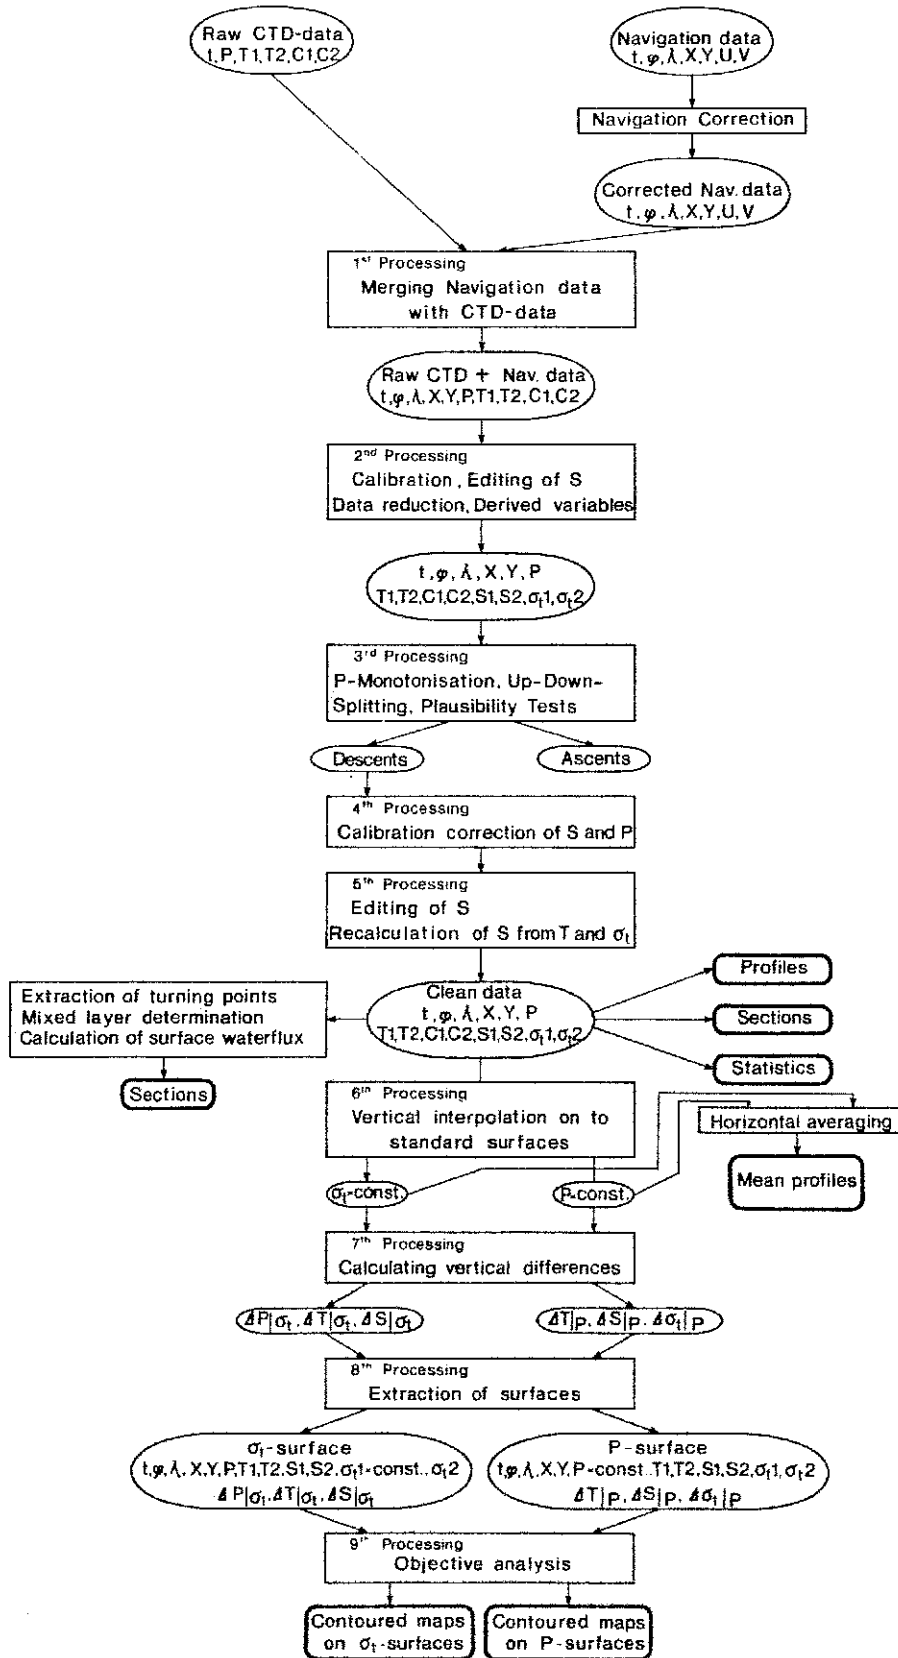 Raw CTD-data
t,P,T1,T2,C1,C2
Navigation data
t,φ,λ,X,Y,U,V
Navigation Correction
Corrected Nav. data
t,φ,λ,X,Y,U,V
1st Processing
Merging Navigation data
with CTD-data
Raw CTD + Nav. data
t,φ,λ,X,Y,P,T1,T2,C1,C2
2nd Processing
Calibration, Editing of S
Data reduction, Derived variables
t,φ,λ,X,Y,P
T1,T2,C1,C2,S1,S2,σt1,σt2
3rd Processing
P-Monotonisation, Up-Down-
Splitting, Plausibility Tests
Descents
Ascents
4th Processing
Calibration correction of S and P
5th Processing
Editing of S
Recalculation of S from T and σt
Clean data
t,φ,λ,X,Y,P
T1,T2,C1,C2,S1,S2,σt1,σt2
Extraction of turning points
Mixed layer determination
Calculation of surface waterflux
Sections
Profiles
Sections
Statistics
6th Processing
Vertical interpolation on to
standard surfaces
Horizontal averaging
Mean profiles
σt-const.
P-const.
7th Processing
Calculating vertical differences
ΔP|σt, ΔT|σt, ΔS|σt
ΔT|P, ΔS|P, Δσt|P
8th Processing
Extraction of surfaces
σt-surface
t,φ,λ,X,Y,P,T1,T2,S1,S2,σt1-const.,σt2
ΔP|σt, ΔT|σt, ΔS|σt
P-surface
t,φ,λ,X,Y,P-const.,T1,T2,S1,S2,σt1,σt2
ΔT|P, ΔS|P, Δσt|P
9th Processing
Objective analysis
Contoured maps
on σt-surfaces
Contoured maps
on P-surfaces